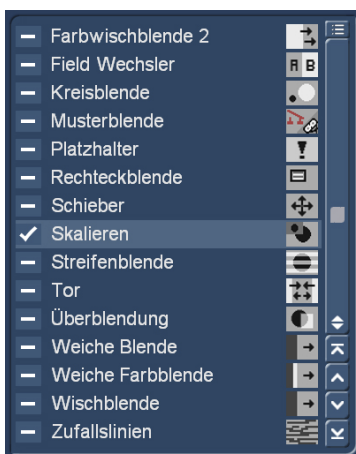 Farbwischblende 2
Field Wechsler
A B
Kreisblende
Musterblende
Platzhalter
Rechteckblende
Schieber
Skalieren
Streifenblende
Tor
Überblendung
Weiche Blende
Weiche Farbblende
Wischblende
Zufallslinien